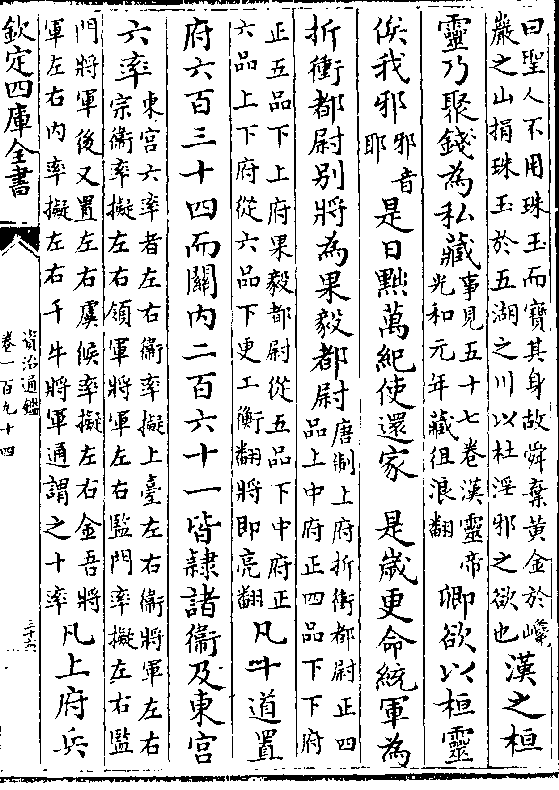 曰聖人不用珠玉而寶其身故舜棄黃金於巉
巖之山捐珠玉於五湖之川以杜淫邪之欲也
漢之桓
靈乃聚錢為私藏
事見五十七卷漢靈帝
光和元年藏徂浪翻
卿欲以桓靈
俟我邪
邪音
耶
是日黜萬紀使還家 是歲更命統軍為
折衝都尉别將為果毅都尉
唐制上府折衝都尉正四
品上中府正四品下下府
正五品下上府果毅都尉從五品下中府正
六品上下府從六品下更工衡翻將即亮翻
凡十道置
府六百三十四而關内二百六十一皆隸諸衞及東宫
六率
東宫六率者左右衞率擬上臺左右衞將軍左右
宗衞率擬左右領軍將軍左右監門率擬左右監
門將軍後又置左右虞候率擬左右金吾將
軍左右内率擬左右千牛將軍通謂之十率
凡上府兵
欽定四庫全書
資治通鑑
卷一百九十四